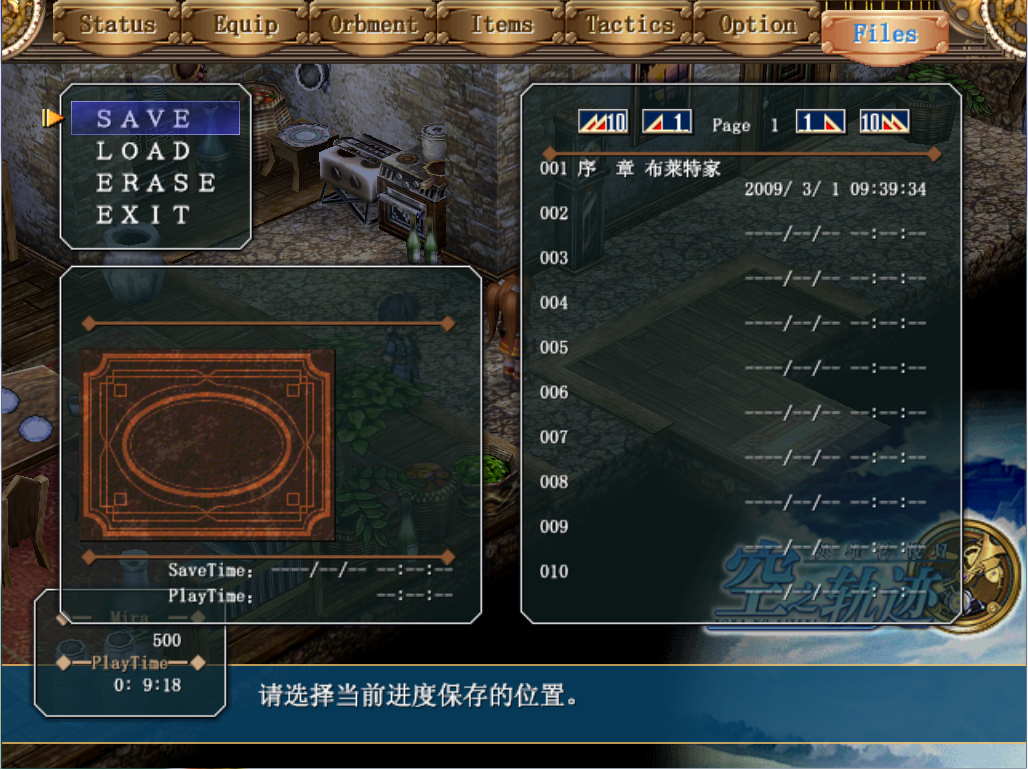 Status Equip Orbment Items Tactics Option Files
SAVE
LOAD
ERASE
EXIT
10 1 Page 1 1 10
001 序 章 布莱特家
2009/ 3/ 1 09:39:34
002
----/--/-- --:--:--
003
----/--/-- --:--:--
004
----/--/-- --:--:--
005
----/--/-- --:--:--
006
----/--/-- --:--:--
007
----/--/-- --:--:--
008
----/--/-- --:--:--
009
----/--/-- --:--:--
010
----/--/-- --:--:--
空之轨迹
SaveTime: ----/--/-- --:--:--
PlayTime: --:--:--
Mira
500
PlayTime
0: 9:18
请选择当前进度保存的位置。